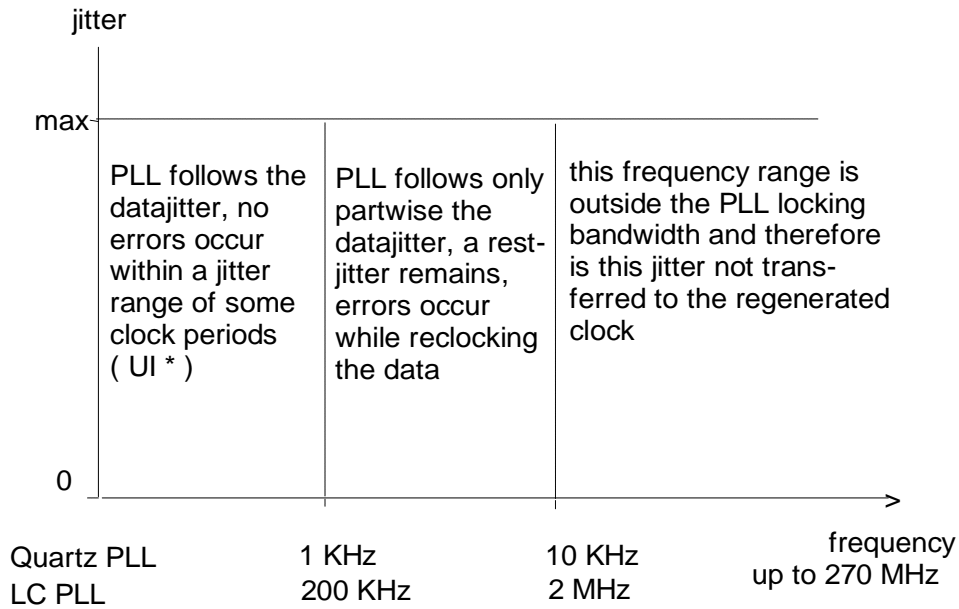 jitter
max
PLL follows the
datajitter, no
errors occur
within a jitter
range of some
clock periods
( UI * )
PLL follows only
partwise the
datajitter, a rest-
jitter remains,
errors occur
while reclocking
the data
this frequency range is
outside the PLL locking
bandwidth and therefore
is this jitter not trans-
ferred to the regenerated
clock
0
Quartz PLL 1 KHz 10 KHz frequency
LC PLL 200 KHz 2 MHz up to 270 MHz